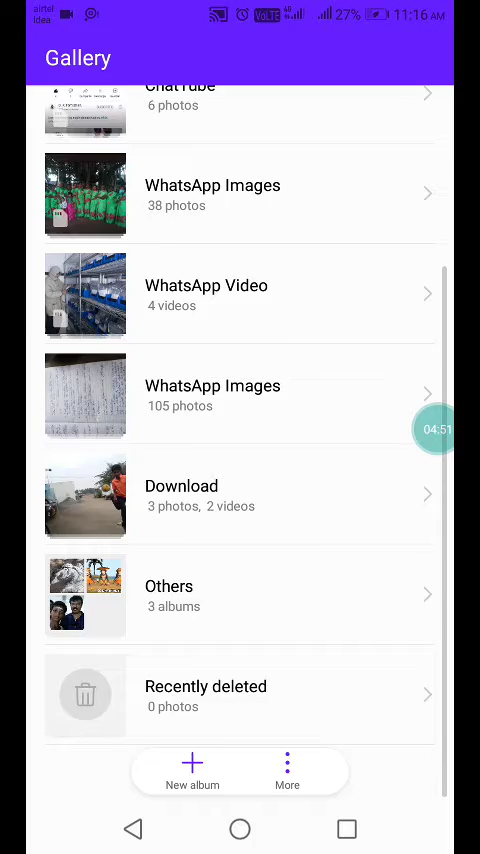 airtel
Idea
VoLTE
4G
27%
11:16 AM
Gallery
ChatTube
6 photos
WhatsApp Images
38 photos
WhatsApp Video
4 videos
WhatsApp Images
105 photos
04:51
Download
3 photos, 2 videos
Others
3 albums
Recently deleted
0 photos
New album
More